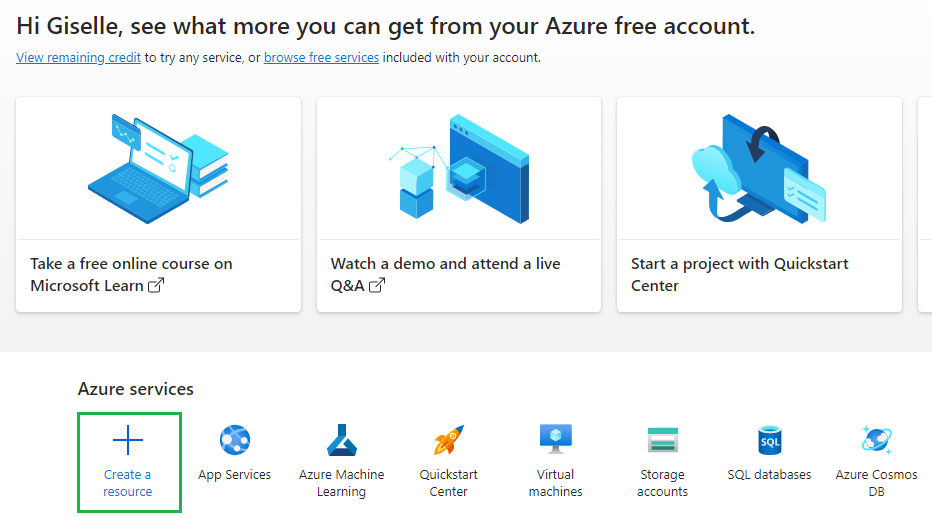 Hi Giselle, see what more you can get from your Azure free account.
View remaining credit to try any service, or browse free services included with your account.
Take a free online course on
Microsoft Learn
Watch a demo and attend a live
Q&A
Start a project with Quickstart
Center
Azure services
Create a
resource
App Services
Azure Machine
Learning
Quickstart
Center
Virtual
machines
Storage
accounts
SQL
SQL databases
Azure Cosmos
DB